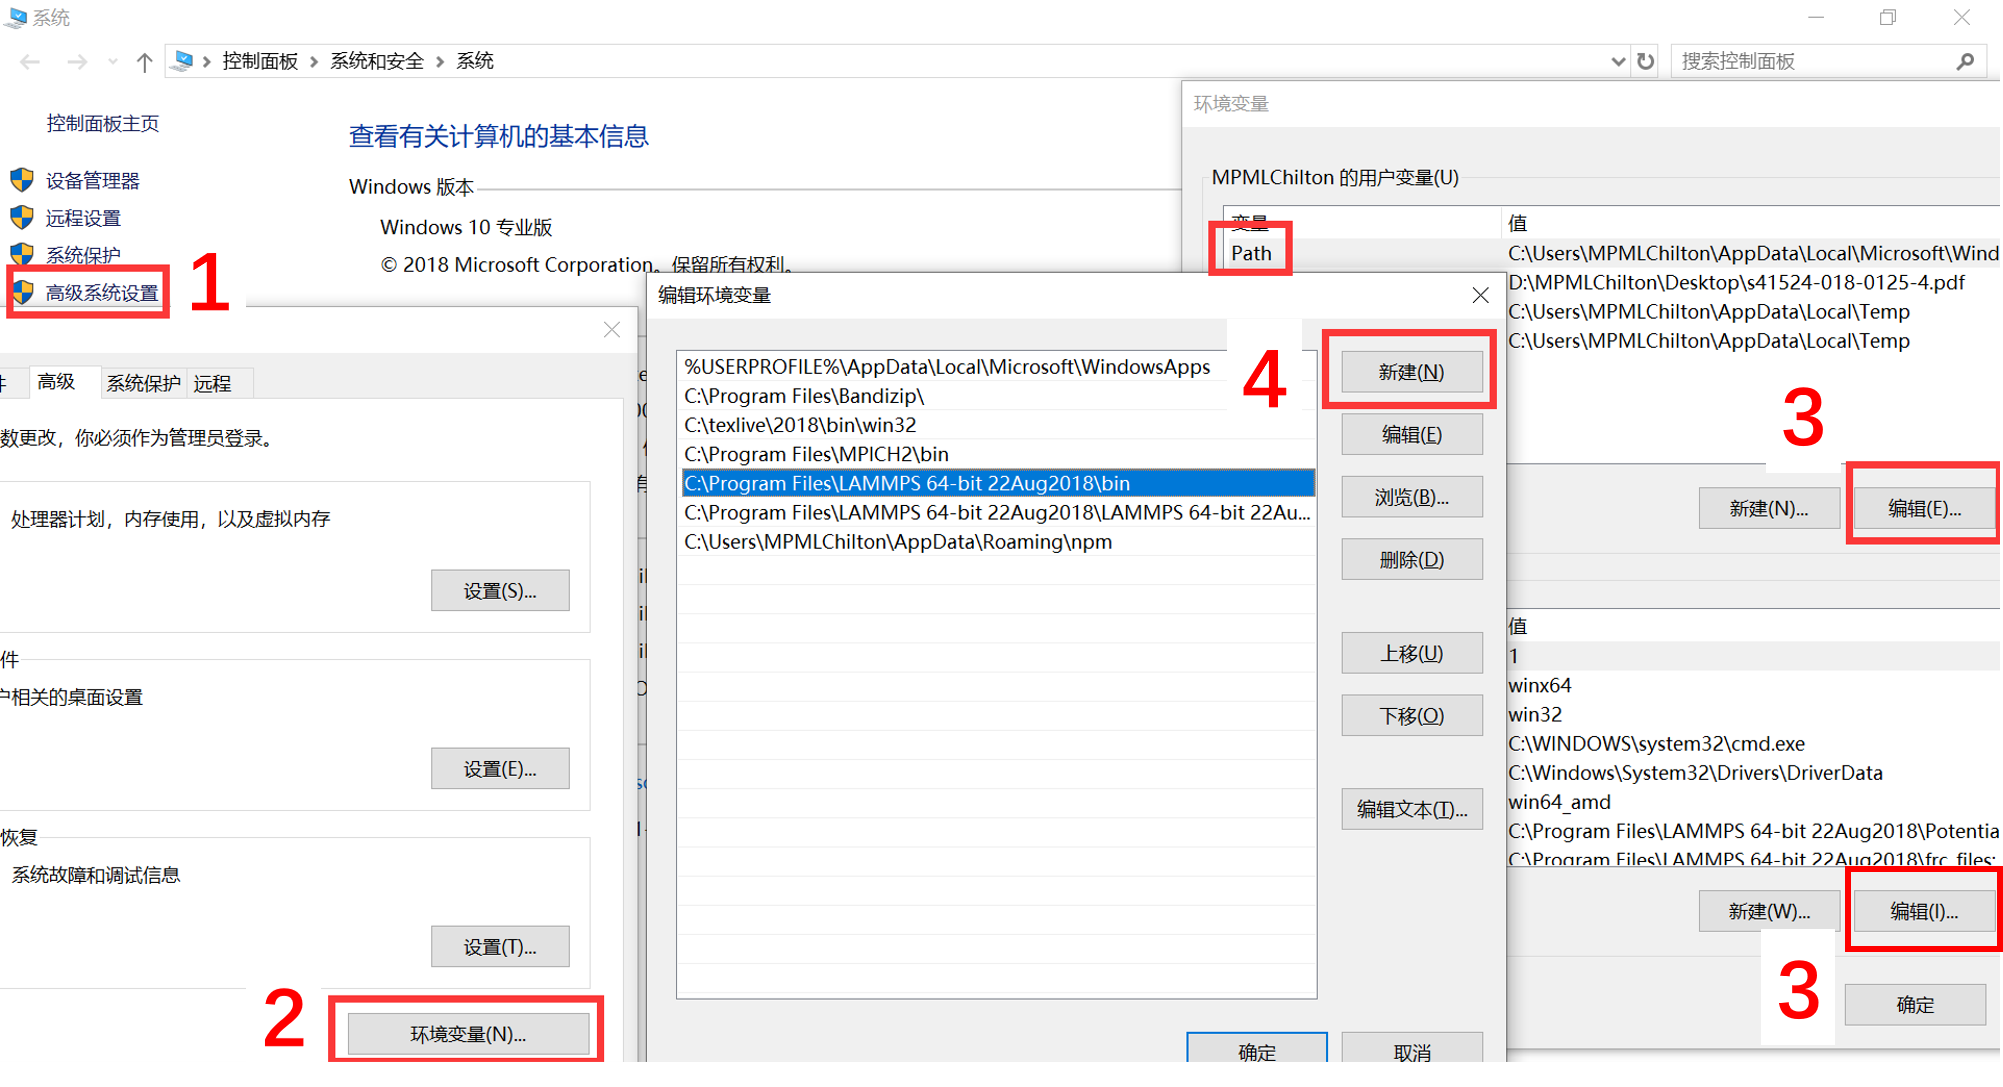 系统
控制面板 系统和安全 系统
搜索控制面板
控制面板主页
设备管理器
远程设置
系统保护
高级系统设置
1
查看有关计算机的基本信息
Windows 版本
Windows 10 专业版
© 2018 Microsoft Corporation。保留所有权利。
高级 系统保护 远程
数更改，你必须作为管理员登录。
处理器计划，内存使用，以及虚拟内存
设置(S)...
件
户相关的桌面设置
设置(E)...
恢复
系统故障和调试信息
设置(T)...
2
环境变量(N)...
编辑环境变量
%USERPROFILE%\AppData\Local\Microsoft\WindowsApps
C:\Program Files\Bandizip\
C:\texlive\2018\bin\win32
C:\Program Files\MPICH2\bin
C:\Program Files\LAMMPS 64-bit 22Aug2018\bin
C:\Program Files\LAMMPS 64-bit 22Aug2018\LAMMPS 64-bit 22Au...
C:\Users\MPMLChilton\AppData\Roaming\npm
4
新建(N)
编辑(E)
浏览(B)...
删除(D)
上移(U)
下移(O)
编辑文本(T)...
确定
取消
环境变量
MPMLChilton 的用户变量(U)
变量 值
Path C:\Users\MPMLChilton\AppData\Local\Microsoft\Wind
D:\MPMLChilton\Desktop\s41524-018-0125-4.pdf
C:\Users\MPMLChilton\AppData\Local\Temp
C:\Users\MPMLChilton\AppData\Local\Temp
3
新建(N)...
编辑(E)...
值
1
winx64
win32
C:\WINDOWS\system32\cmd.exe
C:\Windows\System32\Drivers\DriverData
win64_amd
C:\Program Files\LAMMPS 64-bit 22Aug2018\Potentia
C:\Program Files\LAMMPS 64-bit 22Aug2018\frc_files;
新建(W)...
编辑(I)...
3
确定